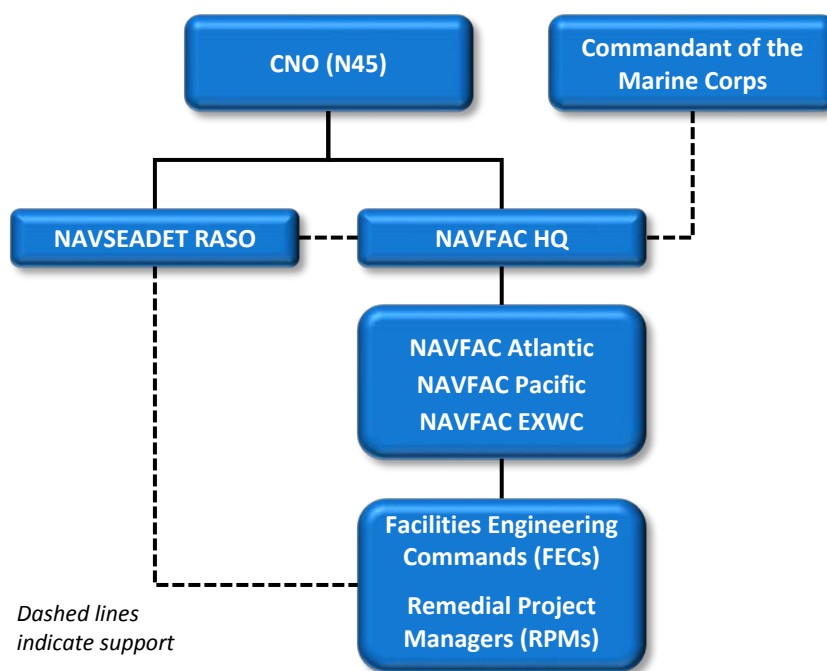 CNO (N45)
Commandant of the
Marine Corps
NAVSEADET RASO
NAVFAC HQ
NAVFAC Atlantic
NAVFAC Pacific
NAVFAC EXWC
Facilities Engineering
Commands (FECs)
Remedial Project
Managers (RPMs)
Dashed lines
indicate support